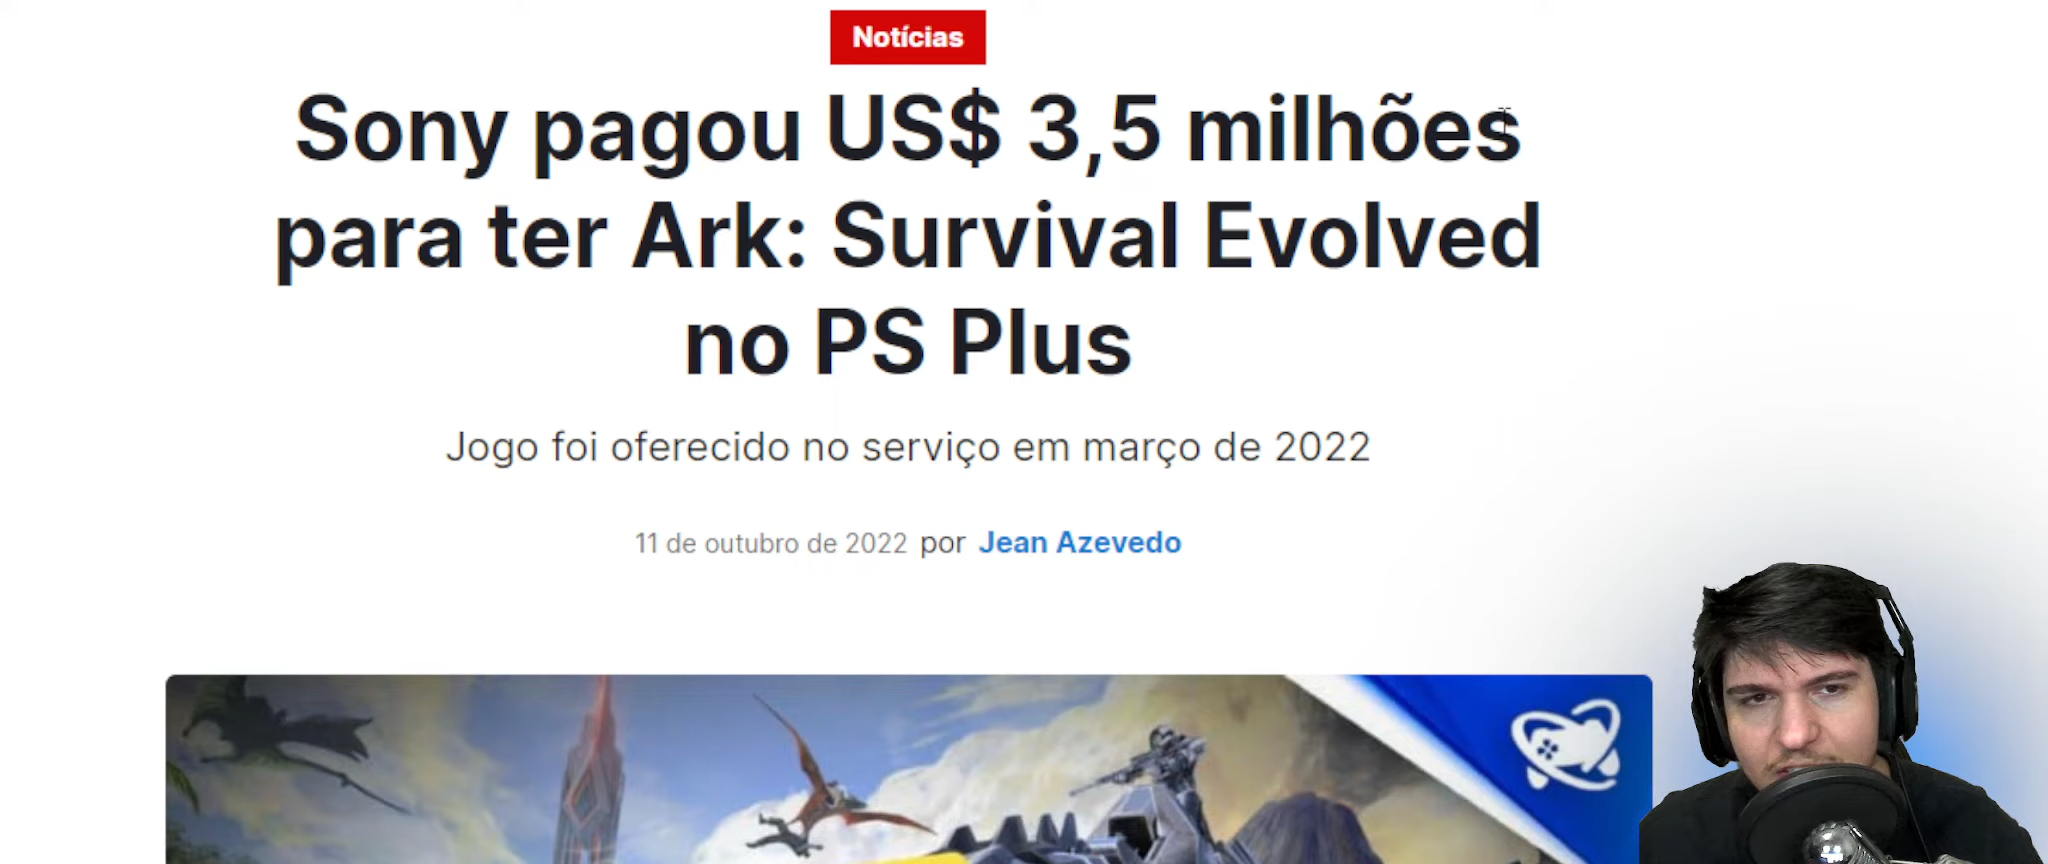 Notícias
Sony pagou US$ 3,5 milhões
para ter Ark: Survival Evolved
no PS Plus
Jogo foi oferecido no serviço em março de 2022
11 de outubro de 2022 por Jean Azevedo